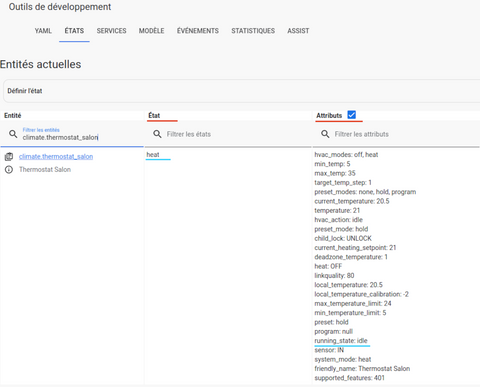 Outils de développement
YAML ÉTATS SERVICES MODÈLE ÉVÉNEMENTS STATISTIQUES ASSIST
Entités actuelles
Définir l'état
Entité État Attributs
Filtrer les entités
climate.thermostat_salon Filtrer les états Filtrer les attributs
climate.thermostat_salon
Thermostat Salon
heat
hvac_modes: off, heat
min_temp: 5
max_temp: 35
target_temp_step: 1
preset_modes: none, hold, program
current_temperature: 20.5
temperature: 21
hvac_action: idle
preset_mode: hold
child_lock: UNLOCK
current_heating_setpoint: 21
deadzone_temperature: 1
heat: OFF
linkquality: 80
local_temperature: 20.5
local_temperature_calibration: -2
max_temperature_limit: 24
min_temperature_limit: 5
preset: hold
program: null
running_state: idle
sensor: IN
system_mode: heat
friendly_name: Thermostat Salon
supported_features: 401